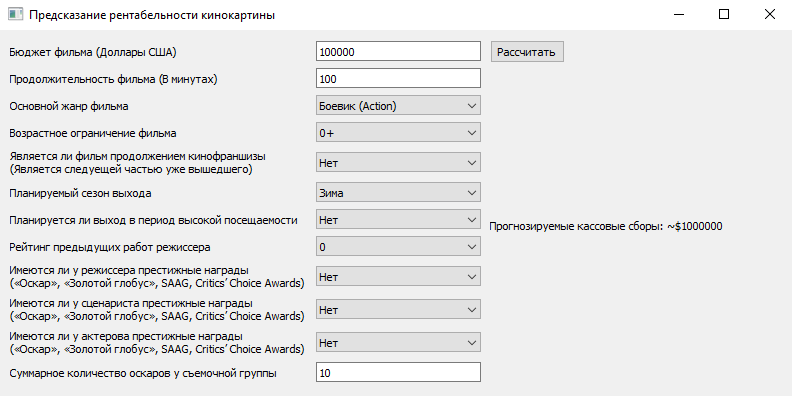 Предсказание рентабельности кинокартины
Бюджет фильма (Доллары США) 100000 Рассчитать
Продолжительность фильма (В минутах) 100
Основной жанр фильма Боевик (Action)
Возрастное ограничение фильма 0+
Является ли фильм продолжением кинофраншизы
(Является следующей частью уже вышедшего) Нет
Планируемый сезон выхода Зима
Планируется ли выход в период высокой посещаемости Нет
Прогнозируемые кассовые сборы: ~$1000000
Рейтинг предыдущих работ режиссера 0
Имеются ли у режиссера престижные награды
(«Оскар», «Золотой глобус», SAAG, Critics’ Choice Awards) Нет
Имеются ли у сценариста престижные награды
(«Оскар», «Золотой глобус», SAAG, Critics’ Choice Awards) Нет
Имеются ли у актерова престижные награды
(«Оскар», «Золотой глобус», SAAG, Critics’ Choice Awards) Нет
Суммарное количество оскаров у съемочной группы 10